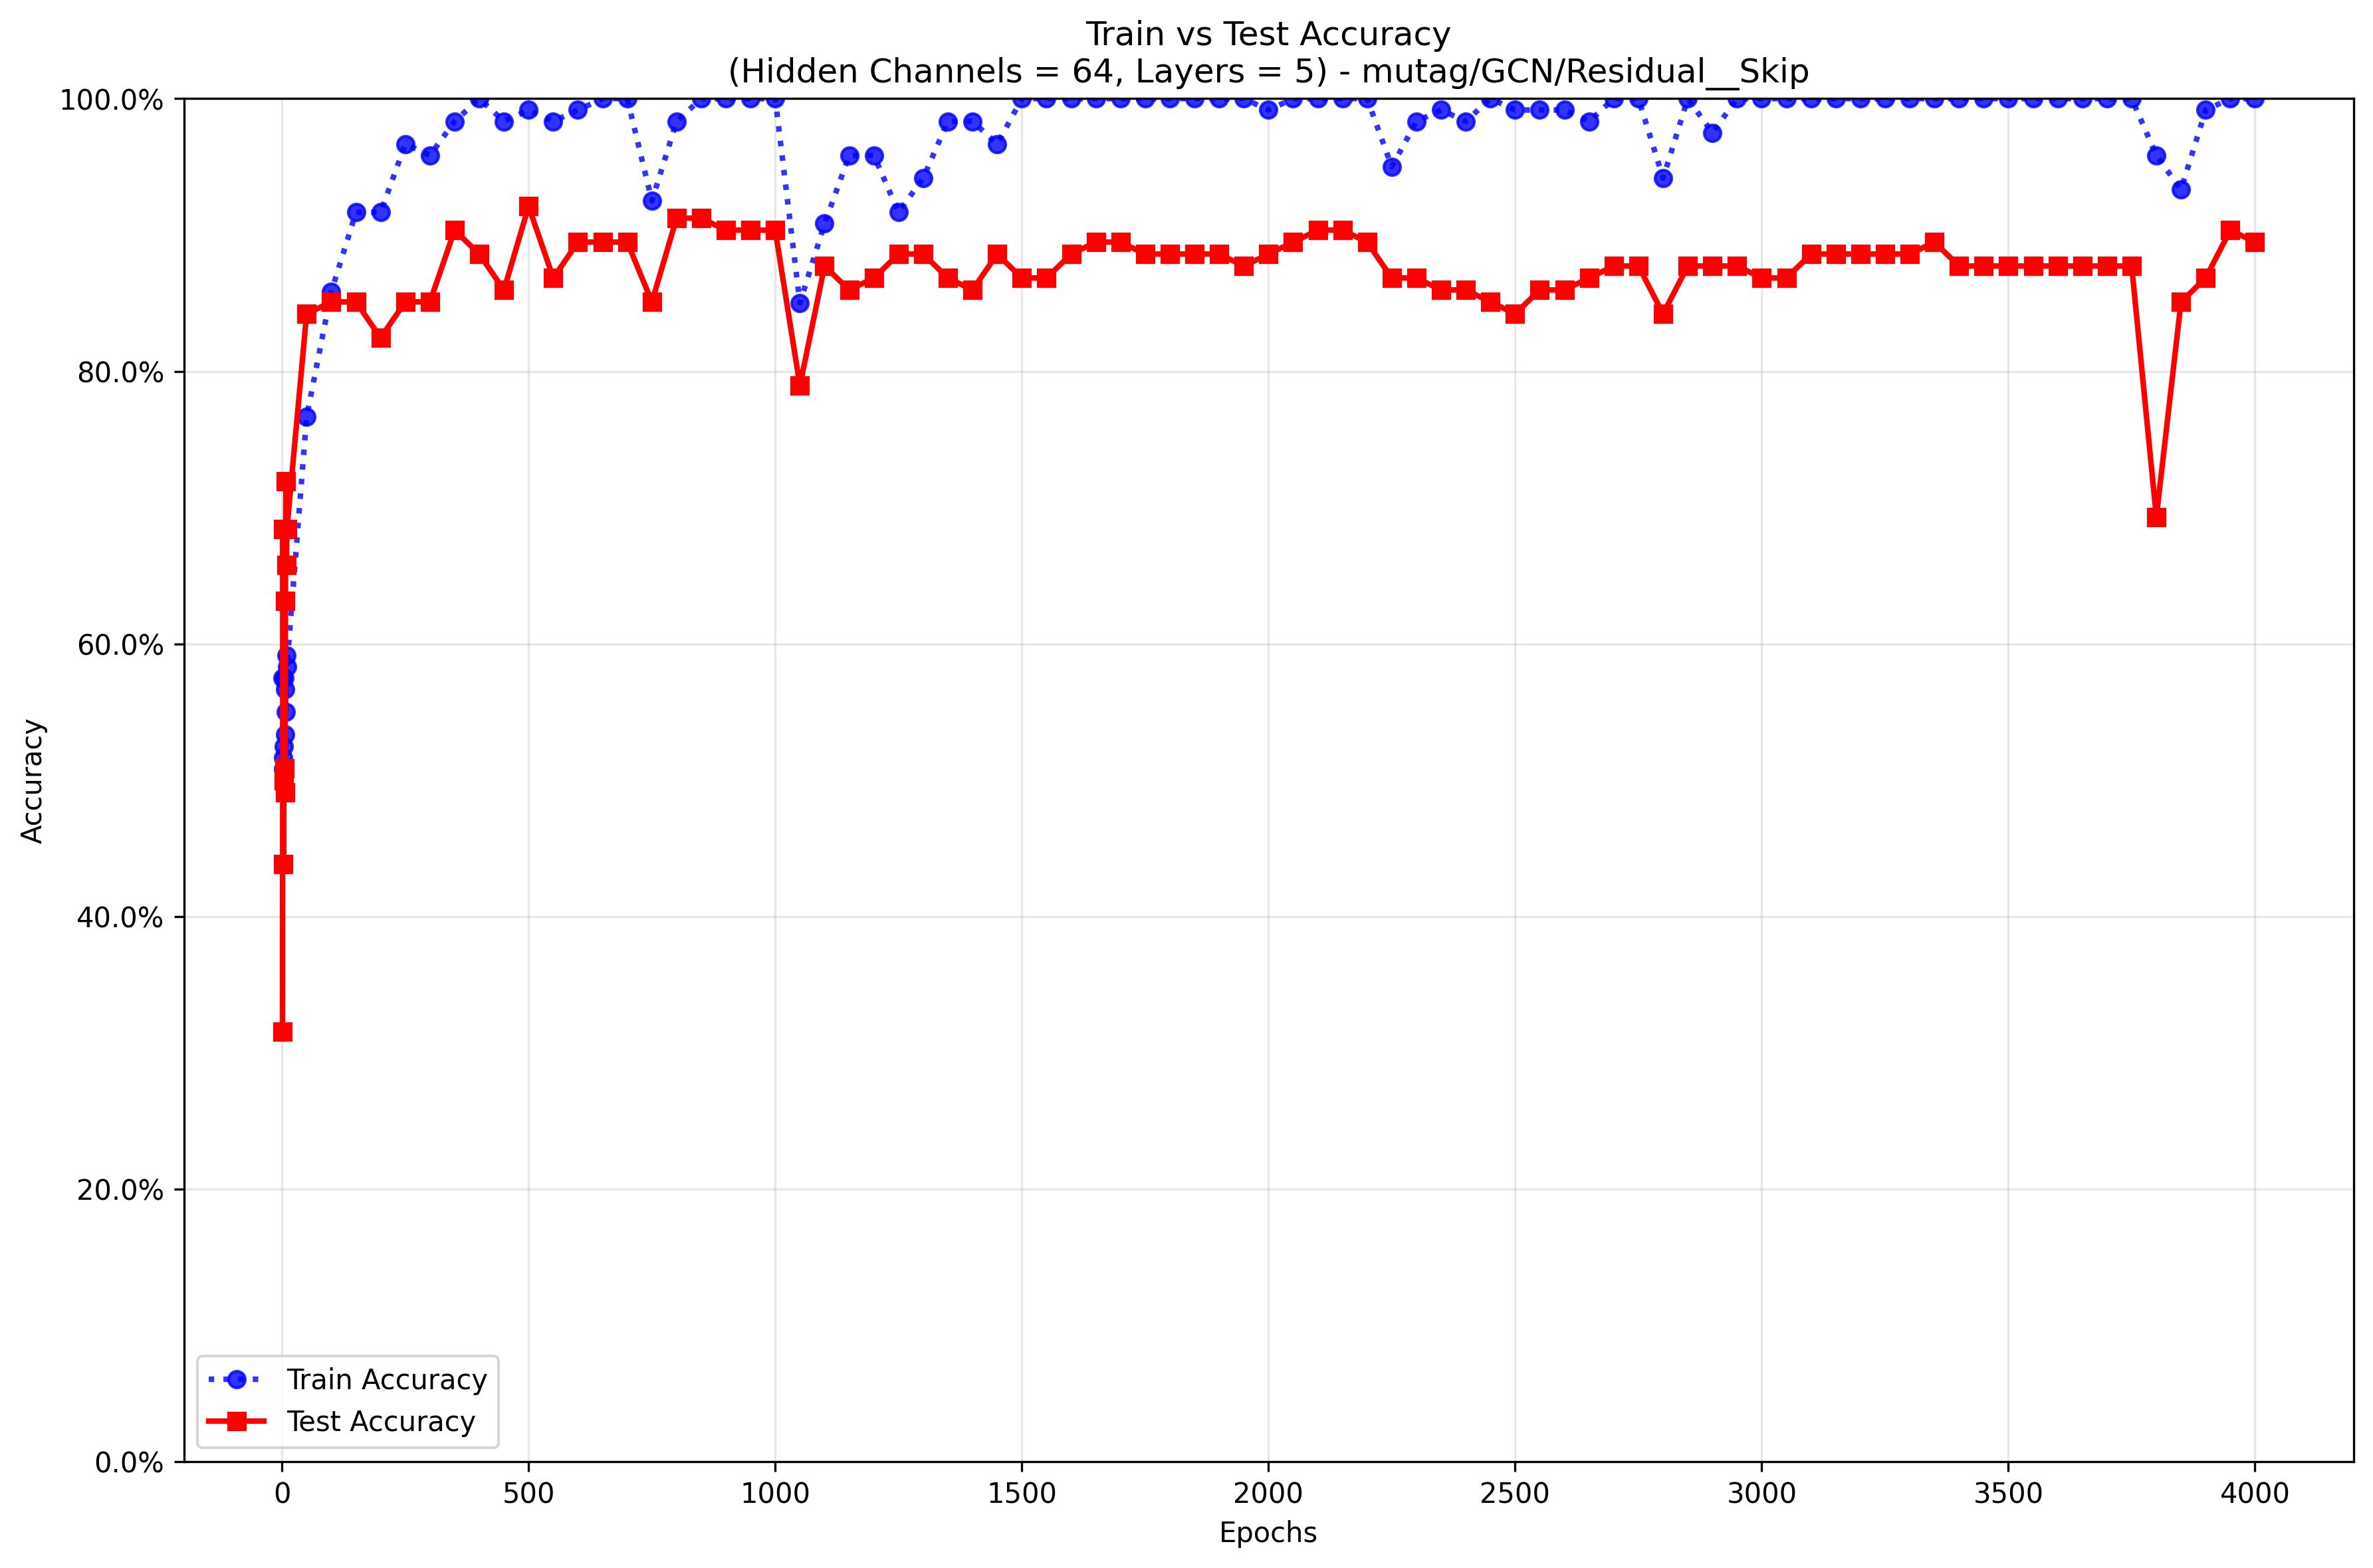 Train vs Test Accuracy
(Hidden Channels = 64, Layers = 5) - mutag/GCN/Residual__Skip
100.0%
80.0%
60.0%
40.0%
20.0%
0.0%
Accuracy
Train Accuracy
Test Accuracy
0 500 1000 1500 2000 2500 3000 3500 4000
Epochs